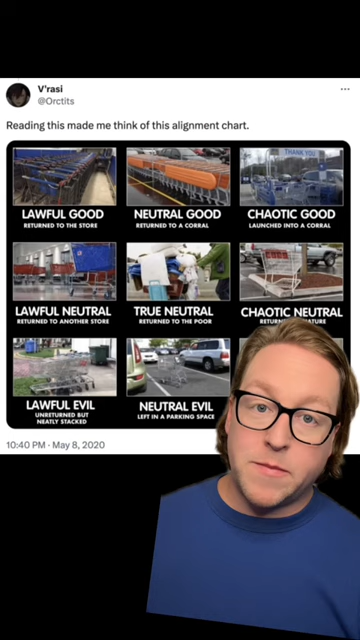 V'rasi
@Orctits
Reading this made me think of this alignment chart.
THANK YOU
LAWFUL GOOD
RETURNED TO THE STORE
NEUTRAL GOOD
RETURNED TO A CORRAL
CHAOTIC GOOD
LAUNCHED INTO A CORRAL
LAWFUL NEUTRAL
RETURNED TO ANOTHER STORE
TRUE NEUTRAL
RETURNED TO THE POOR
CHAOTIC NEUTRAL
LAWFUL EVIL
UNRETURNED BUT
NEATLY STACKED
NEUTRAL EVIL
LEFT IN A PARKING SPACE
10:40 PM · May 8, 2020